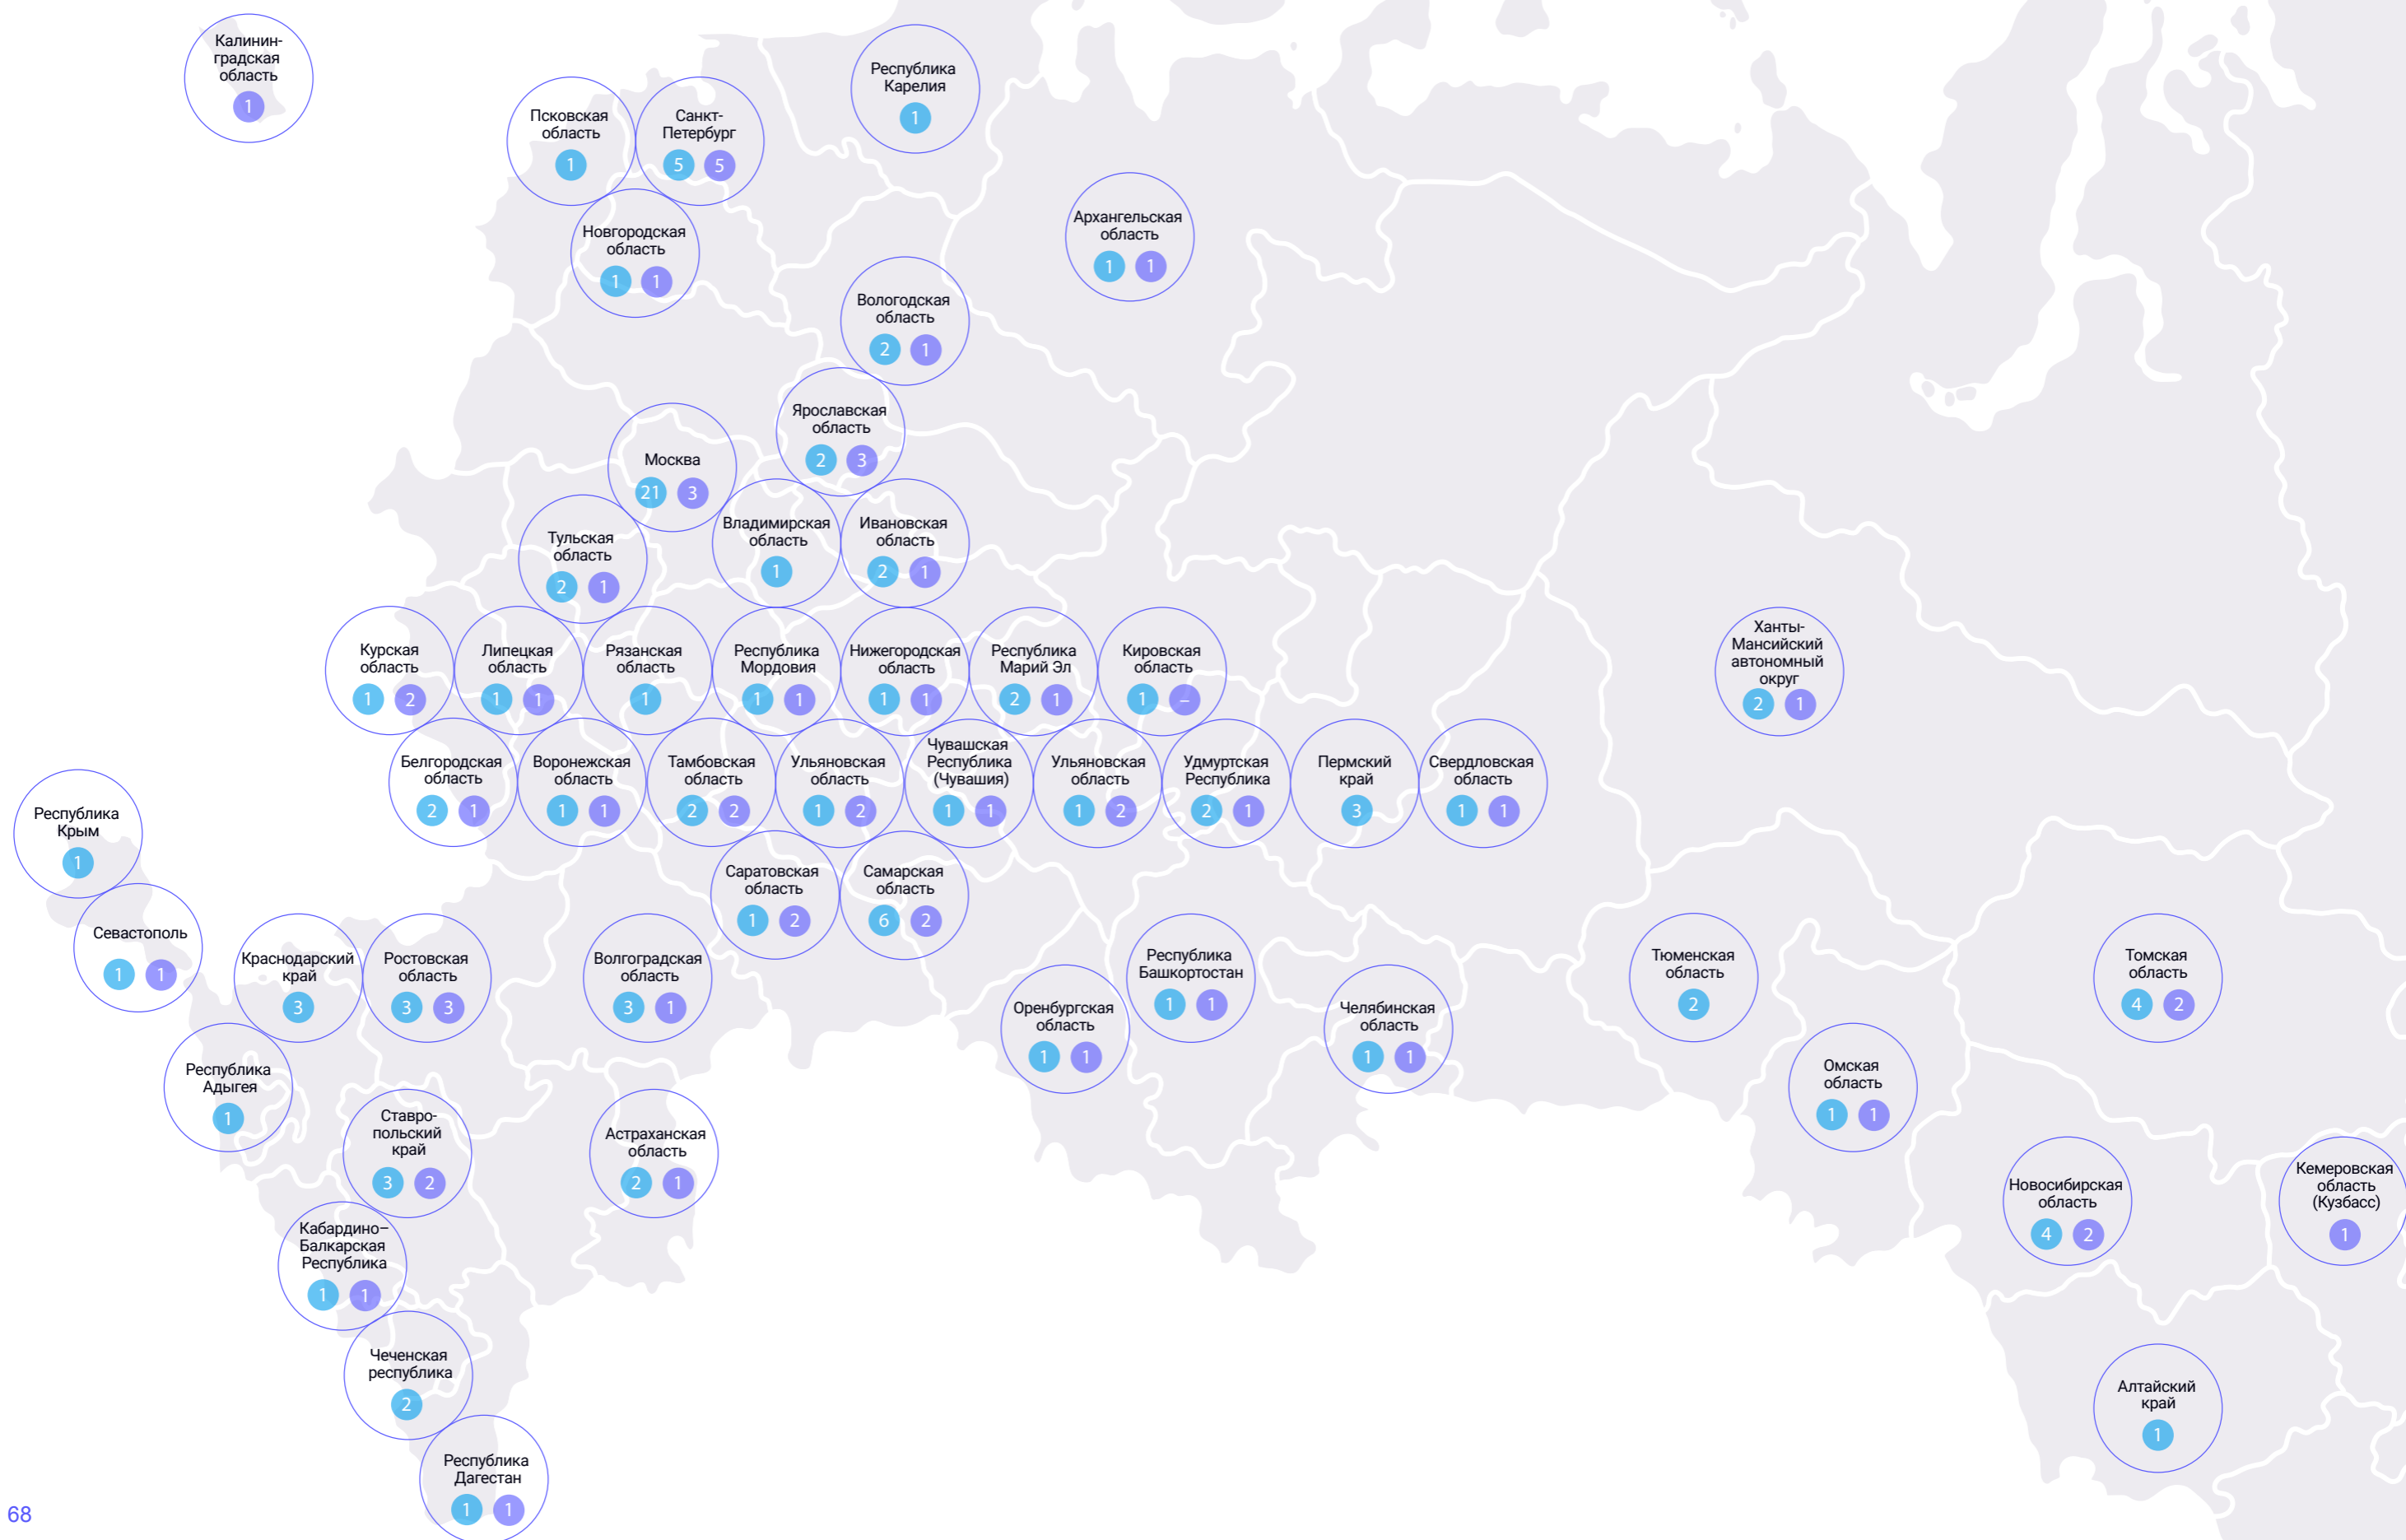 Калинин-
градская
область
1
Псковская
область
1
Санкт-
Петербург
5 5
Республика
Карелия
1
Новгородская
область
1 1
Архангельская
область
1 1
Вологодская
область
2 1
Ярославская
область
2 3
Москва
21 3
Тульская
область
2 1
Владимирская
область
1
Ивановская
область
2 1
Курская
область
1 2
Липецкая
область
1 1
Рязанская
область
1
Республика
Мордовия
1 1
Нижегородская
область
1 1
Республика
Марий Эл
2 1
Кировская
область
1 –
Ханты-
Мансийский
автономный
округ
2 1
Белгородская
область
2 1
Воронежская
область
1 1
Тамбовская
область
2 2
Ульяновская
область
1 2
Чувашская
Республика
(Чувашия)
1 1
Ульяновская
область
1 2
Удмуртская
Республика
2 1
Пермский
край
3
Свердловская
область
1 1
Республика
Крым
1
Севастополь
1 1
Саратовская
область
1 2
Самарская
область
6 2
Краснодарский
край
3
Ростовская
область
3 3
Волгоградская
область
3 1
Оренбургская
область
1 1
Республика
Башкортостан
1 1
Челябинская
область
1 1
Тюменская
область
2
Томская
область
4 2
Омская
область
1 1
Республика
Адыгея
1
Ставро-
польский
край
3 2
Астраханская
область
2 1
Новосибирская
область
4 2
Кемеровская
область
(Кузбасс)
1
Кабардино–
Балкарская
Республика
1 1
Чеченская
республика
2
Алтайский
край
1
Республика
Дагестан
1 1
68